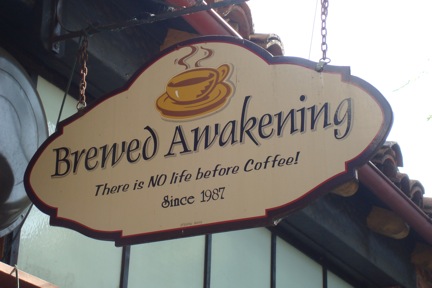 Brewed Awakening
There is NO life before Coffee!
Since 1987